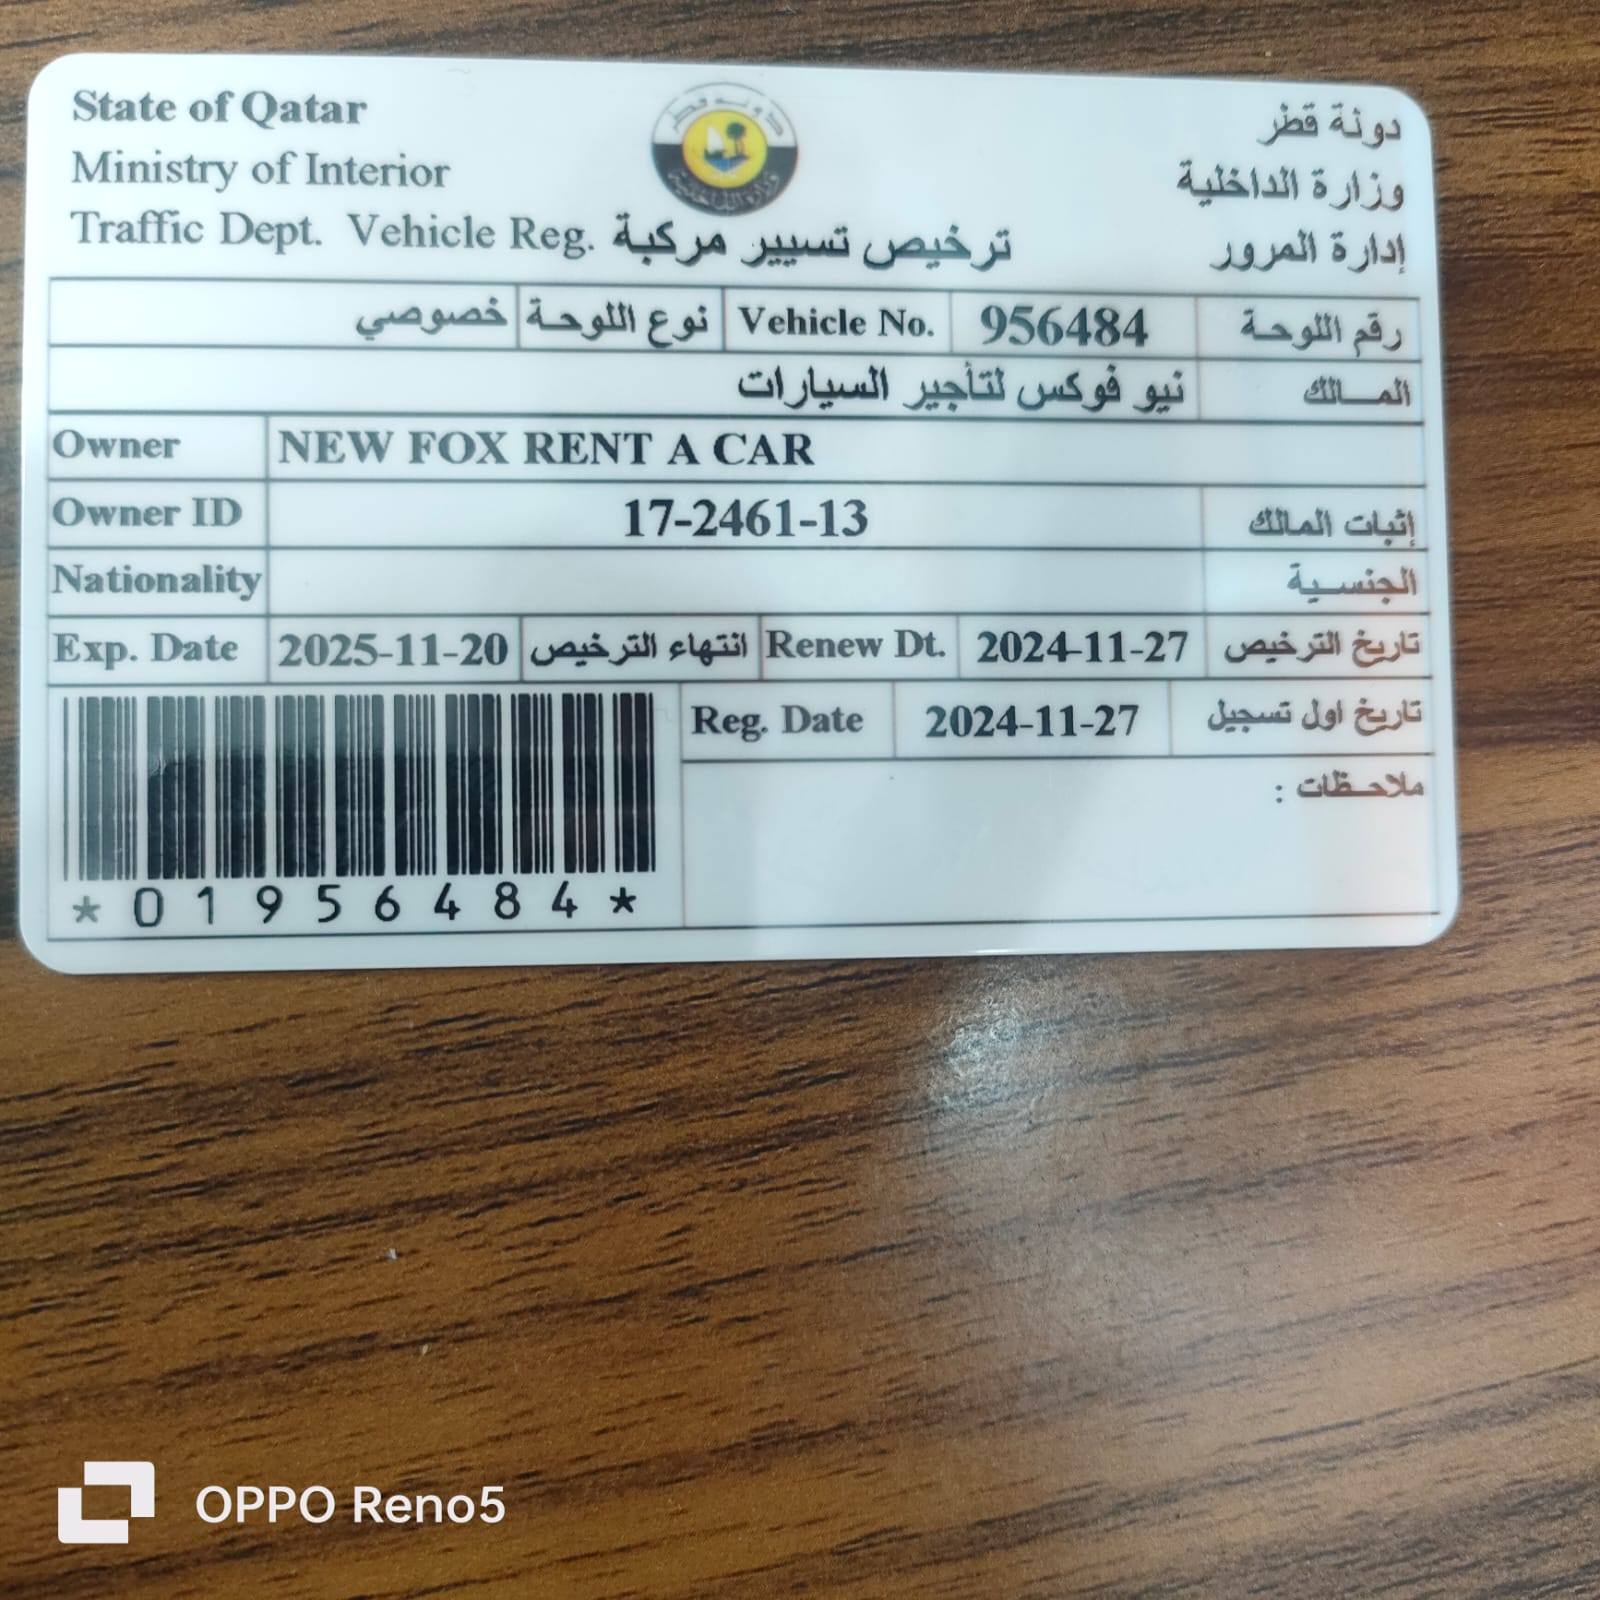 State of Qatar
دولة قطر
Ministry of Interior
وزارة الداخلية
Traffic Dept. Vehicle Reg. ترخيص تسيير مركبة
إدارة المرور
دولة قطر
وزارة الداخلية
رقم اللوحة 956484 Vehicle No. نوع اللوحة خصوصي
المالك نيو فوكس لتأجير السيارات
Owner NEW FOX RENT A CAR
Owner ID 17-2461-13 إثبات المالك
Nationality الجنسية
Exp. Date 2025-11-20 انتهاء الترخيص Renew Dt. 2024-11-27 تاريخ الترخيص
Reg. Date 2024-11-27 تاريخ اول تسجيل
ملاحظات :
*01956484*
OPPO Reno5